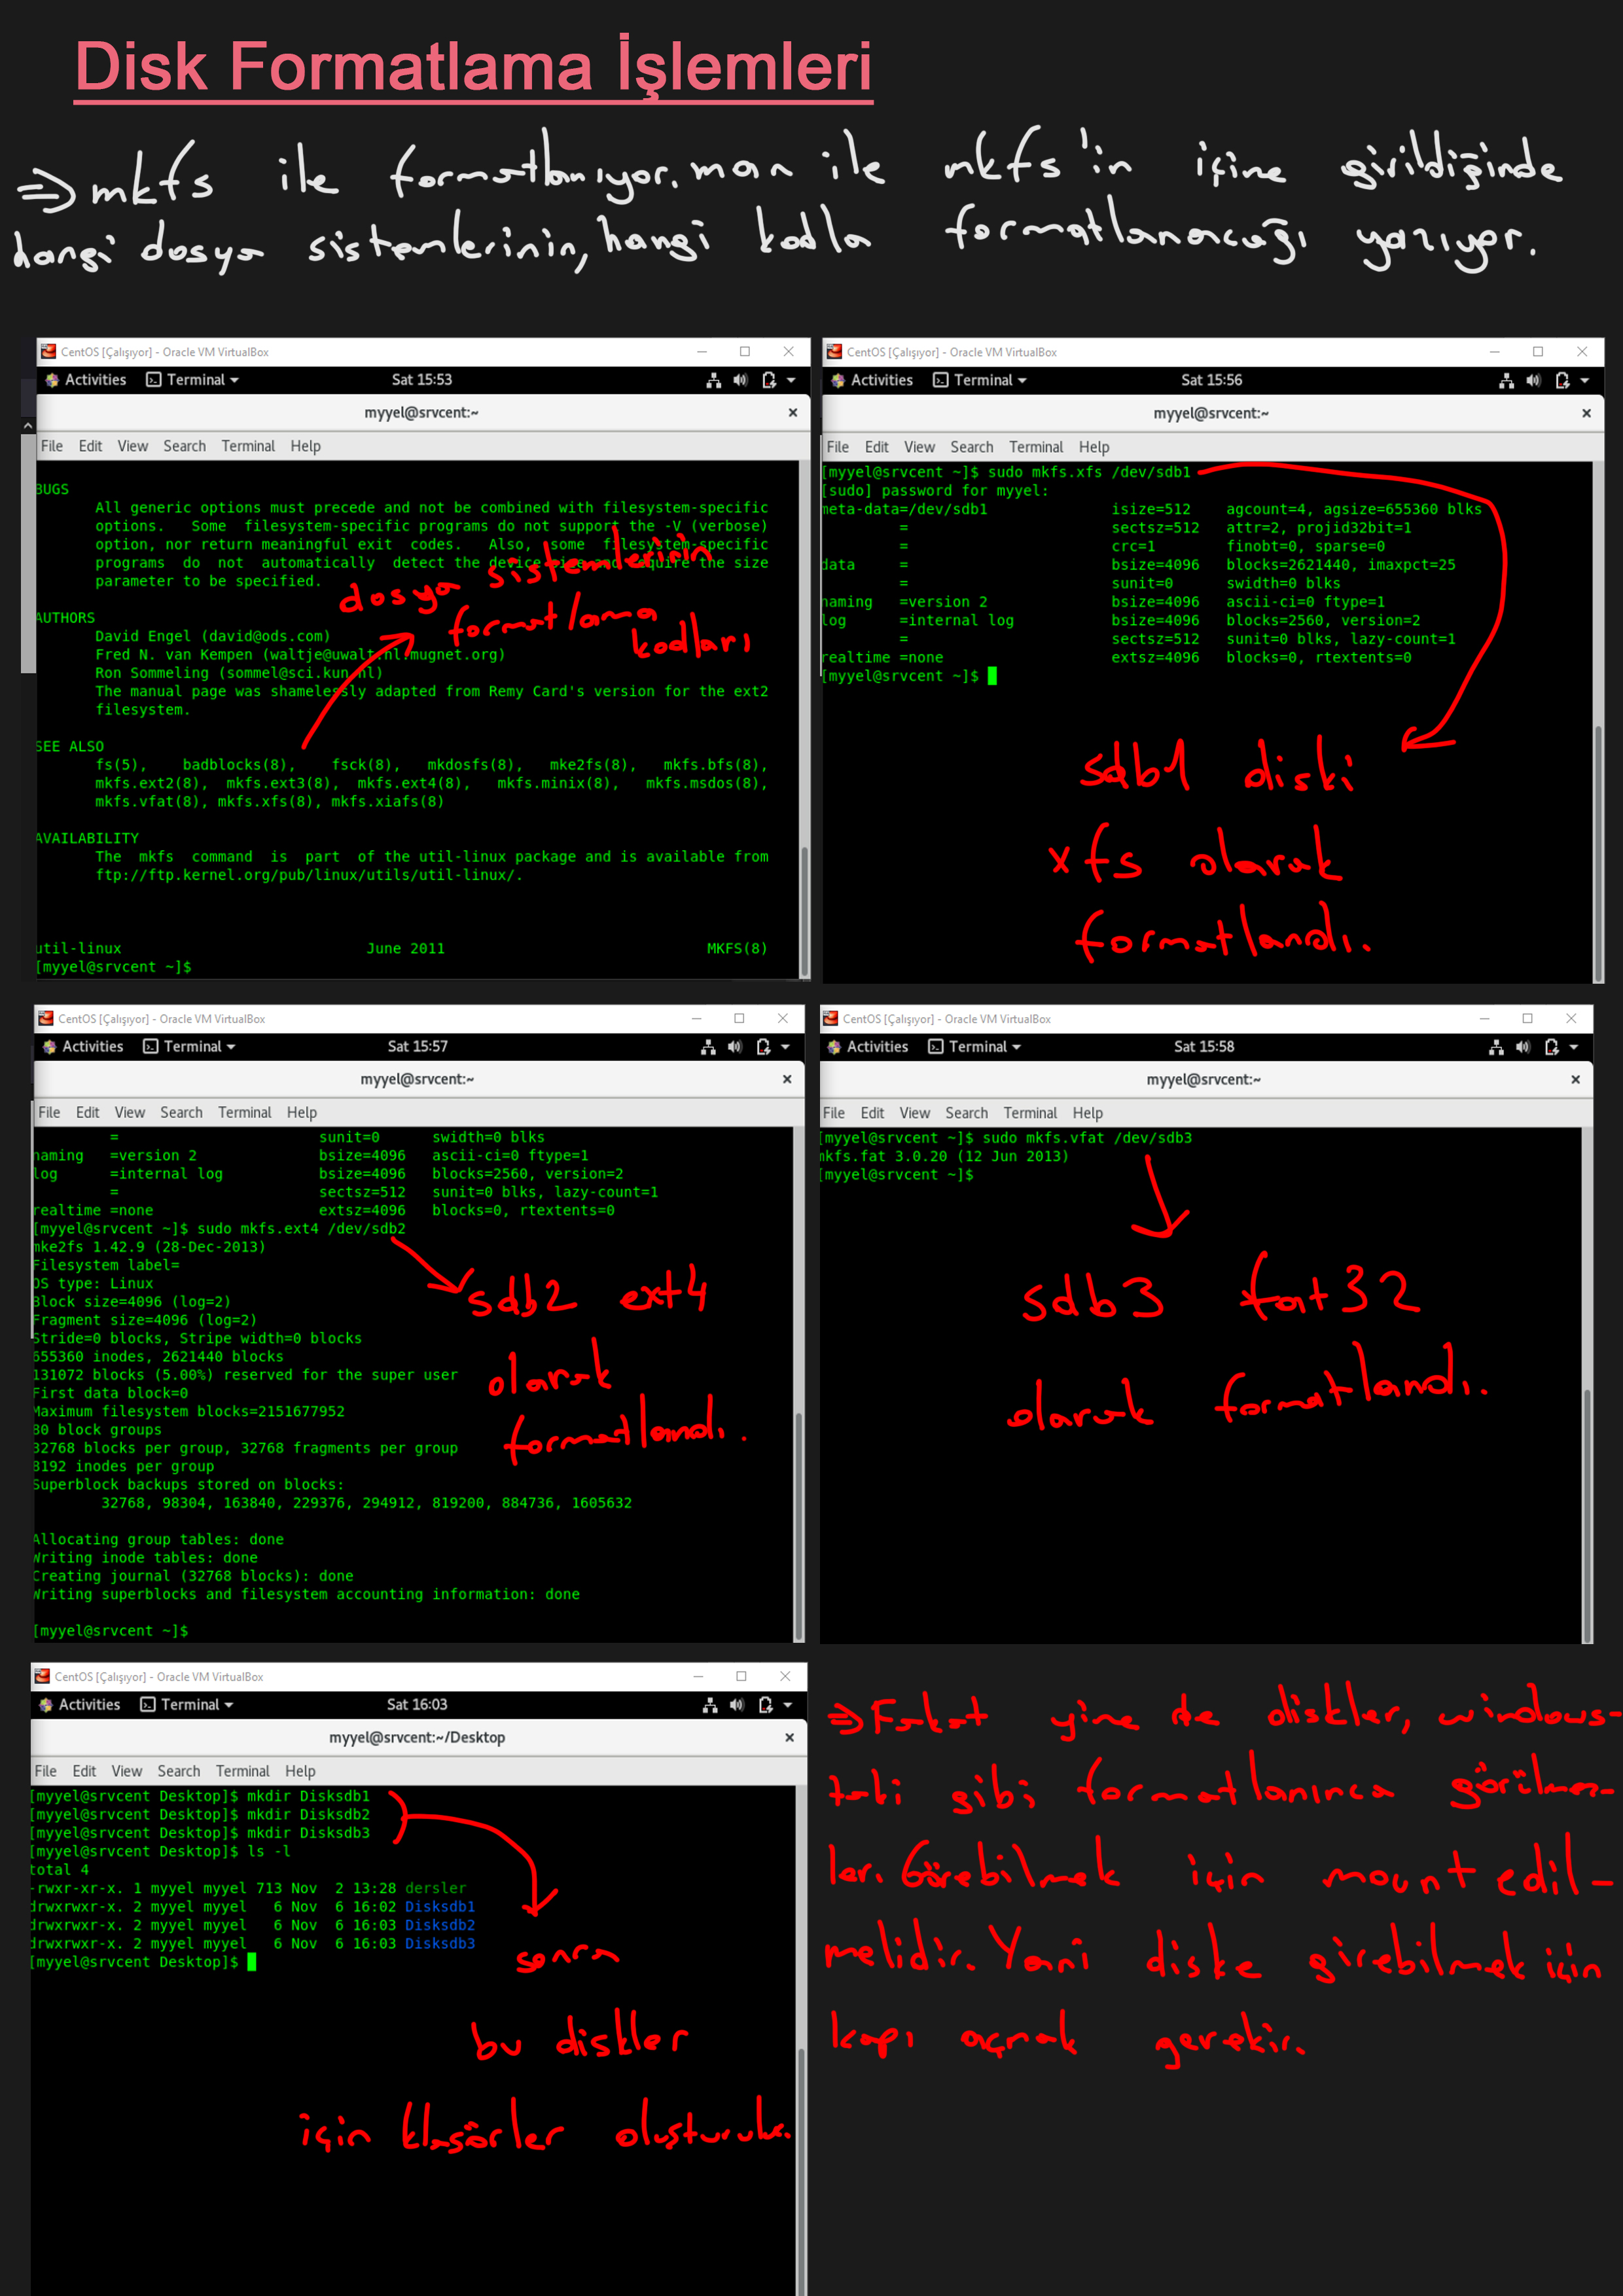 Disk Formatlama İşlemleri
⇒ mkfs ile formatlanıyor. man ile mkfs'in içine girildiğinde
hangi dosya sistemlerinin, hangi kodla formatlanacağı yazıyor.
CentOS [Çalışıyor] - Oracle VM VirtualBox
Activities Terminal Sat 15:53
myyel@srvcent:~
File Edit View Search Terminal Help
BUGS
All generic options must precede and not be combined with filesystem-specific
options. Some filesystem-specific programs do not support the -V (verbose)
option, nor return meaningful exit codes. Also, some filesystem-specific
programs do not automatically detect the device size and require the size
parameter to be specified.
dosya sistemlerinin
formatlama
kodları
AUTHORS
David Engel (david@ods.com)
Fred N. van Kempen (waltje@uwalt.nl.mugnet.org)
Ron Sommeling (sommel@sci.kun.nl)
The manual page was shamelessly adapted from Remy Card's version for the ext2
filesystem.
SEE ALSO
fs(5), badblocks(8), fsck(8), mkdosfs(8), mke2fs(8), mkfs.bfs(8),
mkfs.ext2(8), mkfs.ext3(8), mkfs.ext4(8), mkfs.minix(8), mkfs.msdos(8),
mkfs.vfat(8), mkfs.xfs(8), mkfs.xiafs(8)
AVAILABILITY
The mkfs command is part of the util-linux package and is available from
ftp://ftp.kernel.org/pub/linux/utils/util-linux/.
util-linux June 2011 MKFS(8)
[myyel@srvcent ~]$
CentOS [Çalışıyor] - Oracle VM VirtualBox
Activities Terminal Sat 15:56
myyel@srvcent:~
File Edit View Search Terminal Help
[myyel@srvcent ~]$ sudo mkfs.xfs /dev/sdb1
[sudo] password for myyel:
meta-data=/dev/sdb1 isize=512 agcount=4, agsize=655360 blks
= sectsz=512 attr=2, projid32bit=1
= crc=1 finobt=0, sparse=0
data = bsize=4096 blocks=2621440, imaxpct=25
= sunit=0 swidth=0 blks
naming =version 2 bsize=4096 ascii-ci=0 ftype=1
log =internal log bsize=4096 blocks=2560, version=2
= sectsz=512 sunit=0 blks, lazy-count=1
realtime =none extsz=4096 blocks=0, rtextents=0
[myyel@srvcent ~]$
sdb1 diski
xfs olarak
formatlandı.
CentOS [Çalışıyor] - Oracle VM VirtualBox
Activities Terminal Sat 15:57
myyel@srvcent:~
File Edit View Search Terminal Help
= sunit=0 swidth=0 blks
naming =version 2 bsize=4096 ascii-ci=0 ftype=1
log =internal log bsize=4096 blocks=2560, version=2
= sectsz=512 sunit=0 blks, lazy-count=1
realtime =none extsz=4096 blocks=0, rtextents=0
[myyel@srvcent ~]$ sudo mkfs.ext4 /dev/sdb2
mke2fs 1.42.9 (28-Dec-2013)
Filesystem label=
OS type: Linux
Block size=4096 (log=2)
Fragment size=4096 (log=2)
Stride=0 blocks, Stripe width=0 blocks
655360 inodes, 2621440 blocks
131072 blocks (5.00%) reserved for the super user
First data block=0
Maximum filesystem blocks=2151677952
80 block groups
32768 blocks per group, 32768 fragments per group
8192 inodes per group
Superblock backups stored on blocks:
32768, 98304, 163840, 229376, 294912, 819200, 884736, 1605632
Allocating group tables: done
Writing inode tables: done
Creating journal (32768 blocks): done
Writing superblocks and filesystem accounting information: done
[myyel@srvcent ~]$
sdb2 ext4
olarak
formatlandı.
CentOS [Çalışıyor] - Oracle VM VirtualBox
Activities Terminal Sat 15:58
myyel@srvcent:~
File Edit View Search Terminal Help
[myyel@srvcent ~]$ sudo mkfs.vfat /dev/sdb3
mkfs.fat 3.0.20 (12 Jun 2013)
[myyel@srvcent ~]$
sdb3 fat32
olarak formatlandı.
CentOS [Çalışıyor] - Oracle VM VirtualBox
Activities Terminal Sat 16:03
myyel@srvcent:~/Desktop
File Edit View Search Terminal Help
[myyel@srvcent Desktop]$ mkdir Disksdb1
[myyel@srvcent Desktop]$ mkdir Disksdb2
[myyel@srvcent Desktop]$ mkdir Disksdb3
[myyel@srvcent Desktop]$ ls -l
total 4
-rwxr-xr-x. 1 myyel myyel 713 Nov 2 13:28 dersler
drwxrwxr-x. 2 myyel myyel 6 Nov 6 16:02 Disksdb1
drwxrwxr-x. 2 myyel myyel 6 Nov 6 16:03 Disksdb2
drwxrwxr-x. 2 myyel myyel 6 Nov 6 16:03 Disksdb3
[myyel@srvcent Desktop]$
sonra
bu diskler
için klasörler oluşturulur.
⇒ Fakat yine de diskler, windows-
taki gibi formatlanınca görülmez-
ler. Görebilmek için mount edil-
melidir. Yani diske girebilmek için
kapı açmak gerekir.